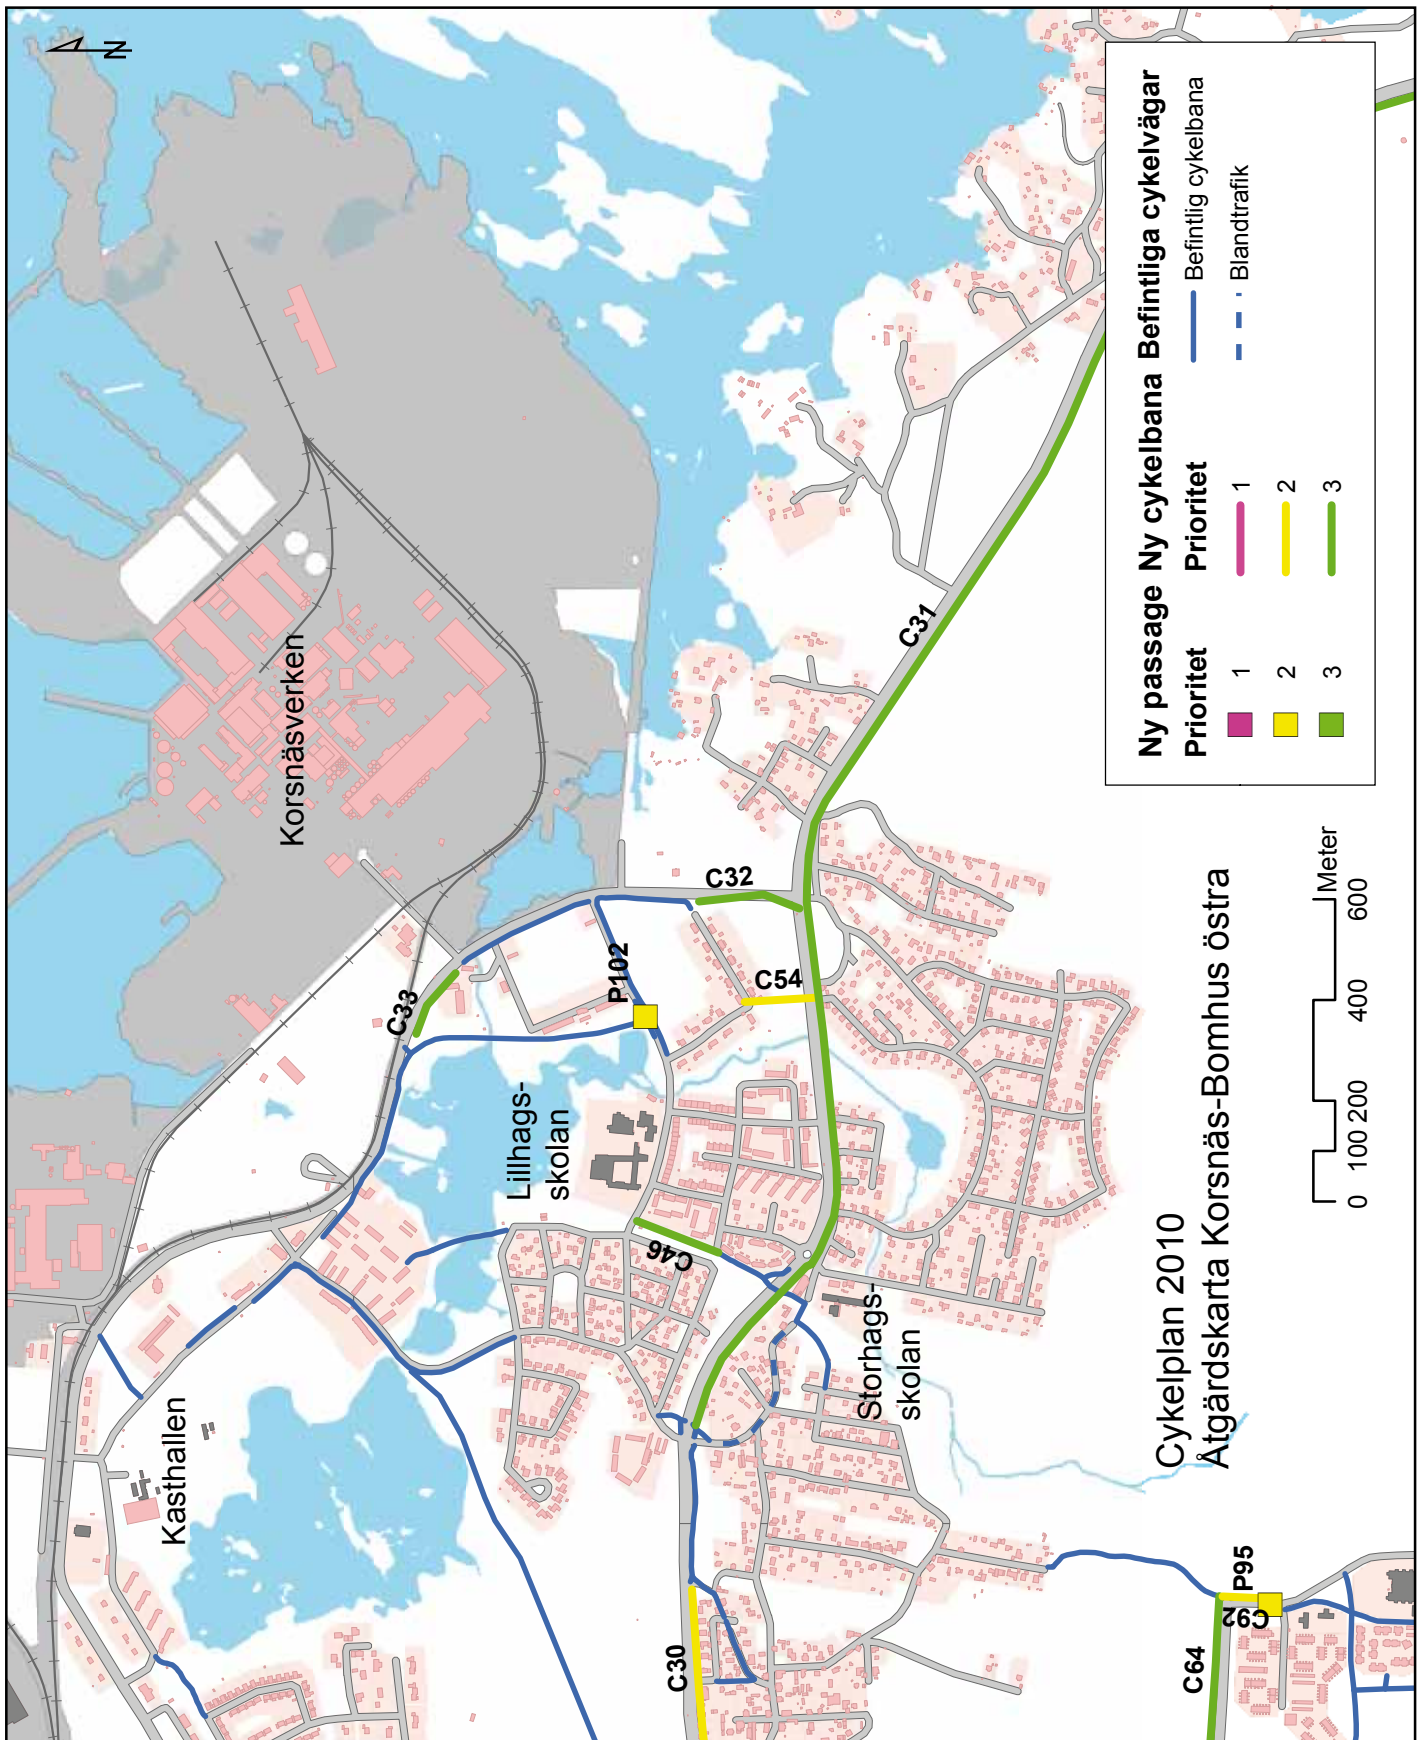 N
Kasthallen
Korsnäsverken
Lillhags-
skolan
Storhags-
skolan
C33
P102
C32
C54
C46
C31
C30
C64
C92
P95
Cykelplan 2010
Åtgärdskarta Korsnäs-Bomhus östra
0 100 200 400 600
Meter
Ny passage Ny cykelbana Befintliga cykelvägar
Prioritet Prioritet Befintlig cykelbana
1 1 Blandtrafik
2 2
3 3